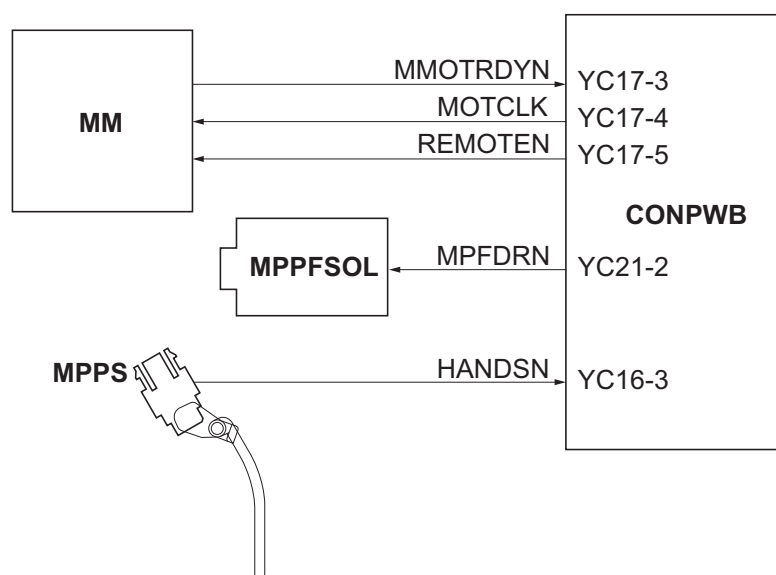 MM
MMOTRDYN
YC17-3
MOTCLK
YC17-4
REMOTEN
YC17-5
CONPWB
MPPFSOL
MPFDRN
YC21-2
MPPS
HANDSN
YC16-3